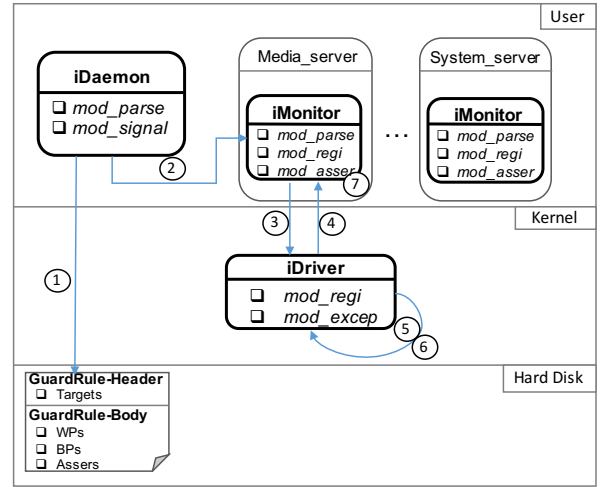 User
iDaemon
mod_parse
mod_signal
Media_server
iMonitor
mod_parse
mod_regi
mod_asser
...
System_server
iMonitor
mod_parse
mod_regi
mod_asser
2
7
Kernel
3
4
1
iDriver
mod_regi
mod_excep
5
6
Hard Disk
GuardRule-Header
Targets
GuardRule-Body
WPs
BPs
Assers